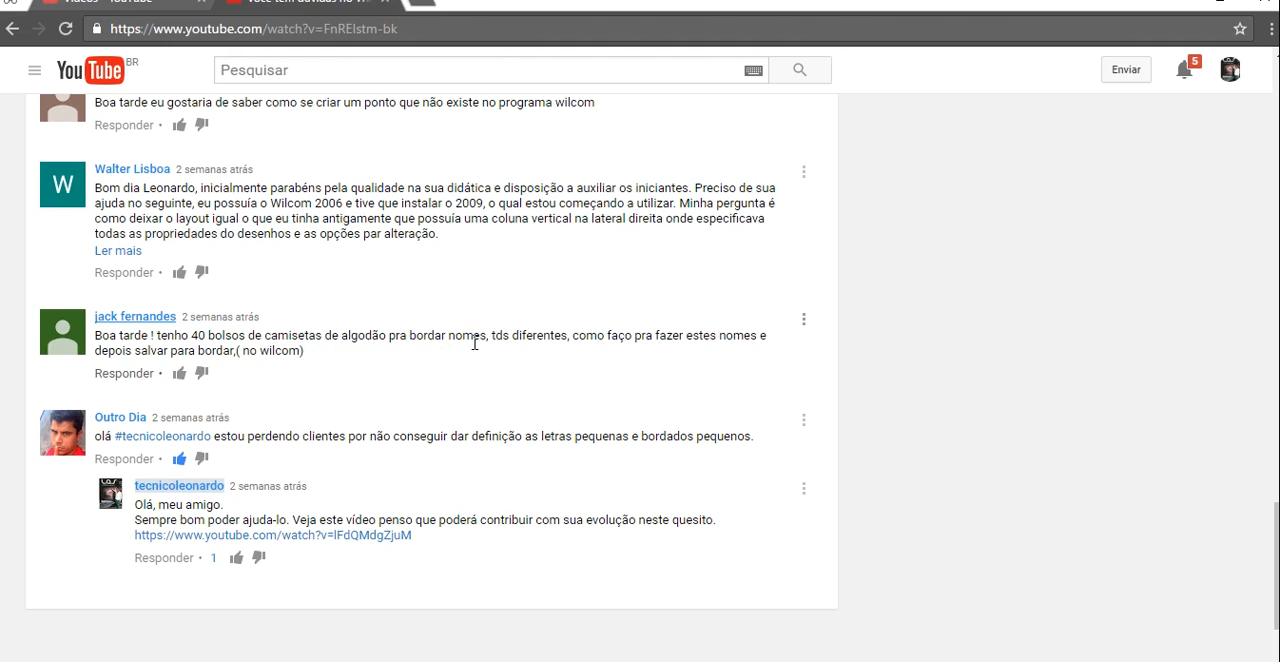 Vídeos - YouTube
Você tem dúvidas no W
https://www.youtube.com/watch?v=FnREIstm-bk
YouTube BR
Pesquisar
Enviar
5
Boa tarde eu gostaria de saber como se criar um ponto que não existe no programa wilcom
Responder •
W
Walter Lisboa 2 semanas atrás
Bom dia Leonardo, inicialmente parabéns pela qualidade na sua didática e disposição a auxiliar os iniciantes. Preciso de sua
ajuda no seguinte, eu possuía o Wilcom 2006 e tive que instalar o 2009, o qual estou começando a utilizar. Minha pergunta é
como deixar o layout igual o que eu tinha antigamente que possuía uma coluna vertical na lateral direita onde especificava
todas as propriedades do desenhos e as opções par alteração.
Ler mais
Responder •
jack fernandes 2 semanas atrás
Boa tarde ! tenho 40 bolsos de camisetas de algodão pra bordar nomes, tds diferentes, como faço pra fazer estes nomes e
depois salvar para bordar,( no wilcom)
Responder •
Outro Dia 2 semanas atrás
olá #tecnicoleonardo estou perdendo clientes por não conseguir dar definição as letras pequenas e bordados pequenos.
Responder •
tecnicoleonardo 2 semanas atrás
Olá, meu amigo.
Sempre bom poder ajuda-lo. Veja este vídeo penso que poderá contribuir com sua evolução neste quesito.
https://www.youtube.com/watch?v=lFdQMdgZjuM
Responder • 1